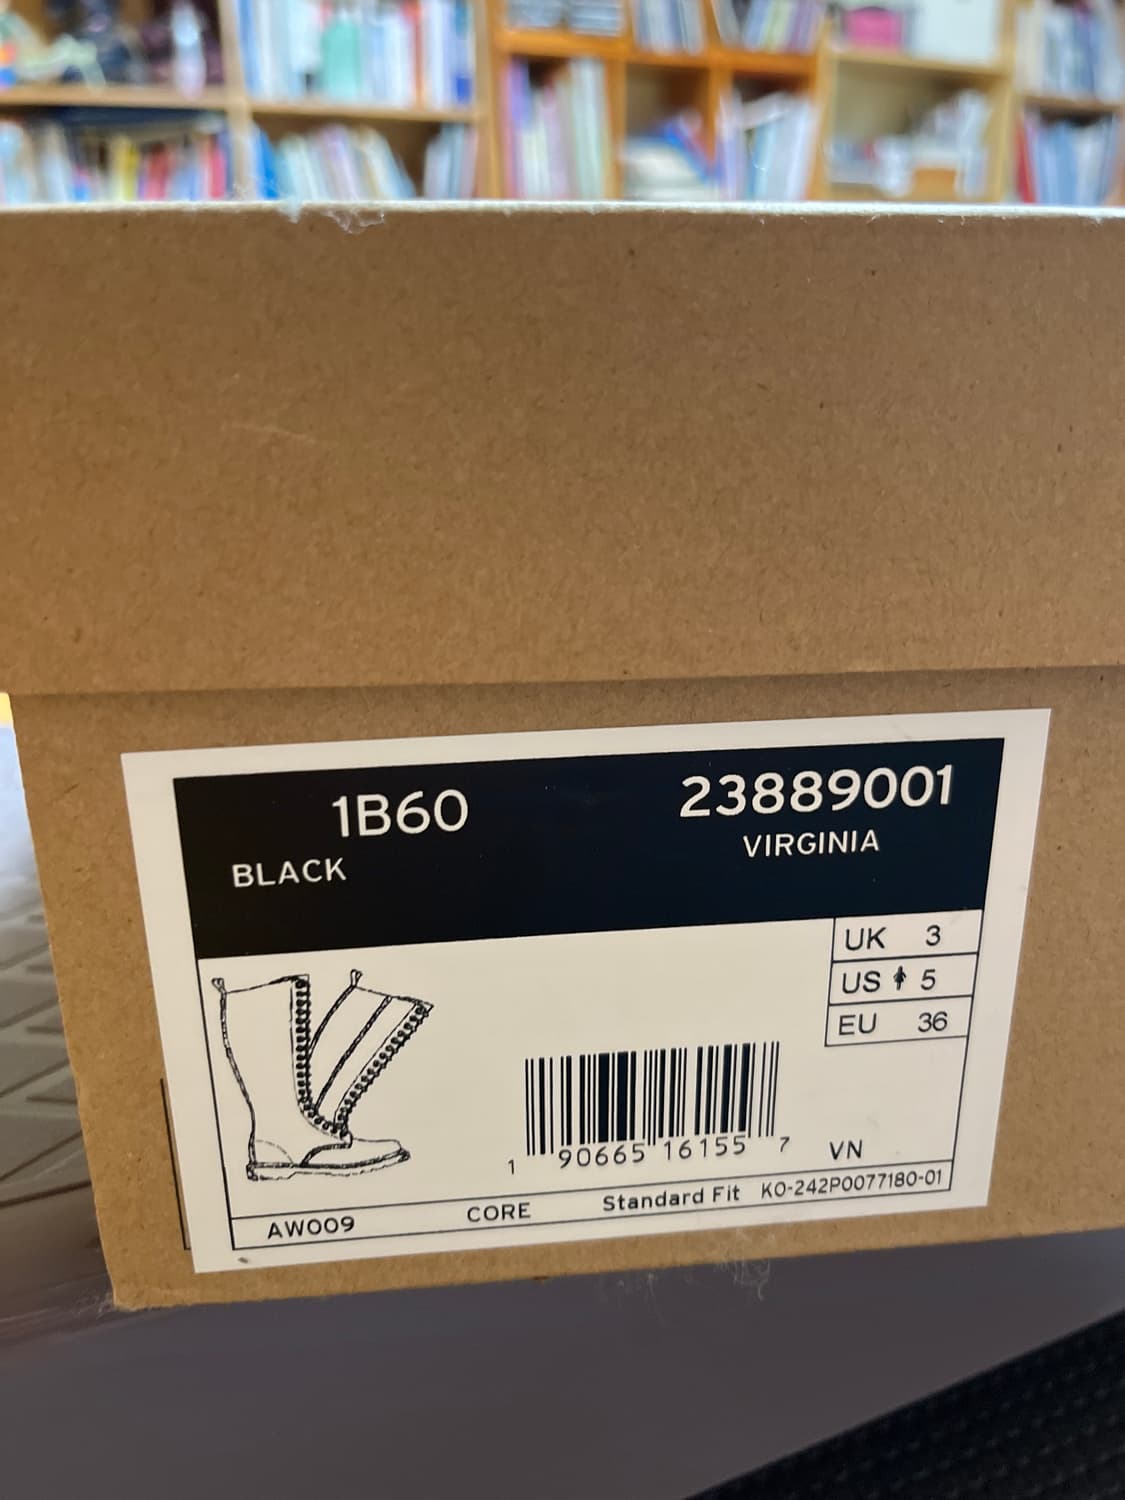 1B60
23889001
BLACK
VIRGINIA
UK 3
US 5
EU 36
1 90665 16155 7
VN
AW009 CORE Standard Fit KO-242P0077180-01